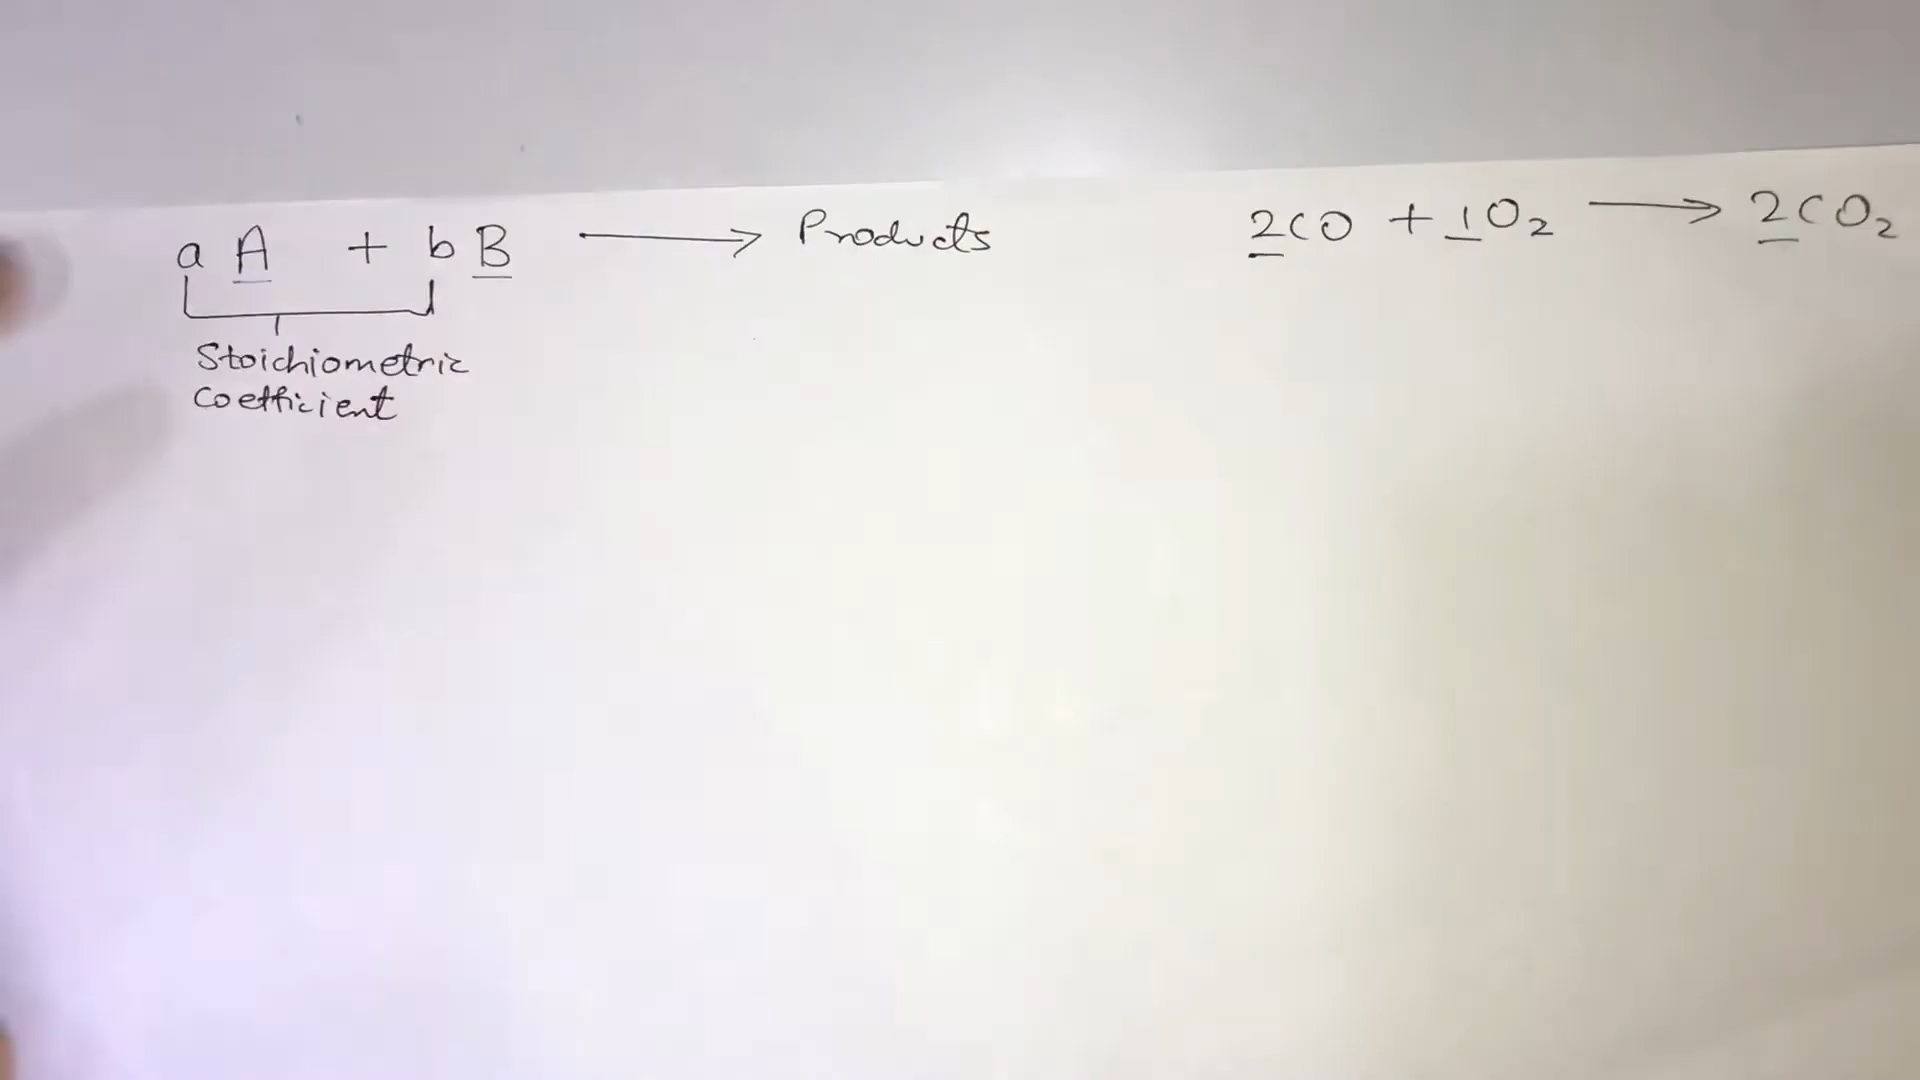 a A + b B ⟶ Products
Stoichiometric
Coefficient
2CO + 1O₂ ⟶ 2CO₂